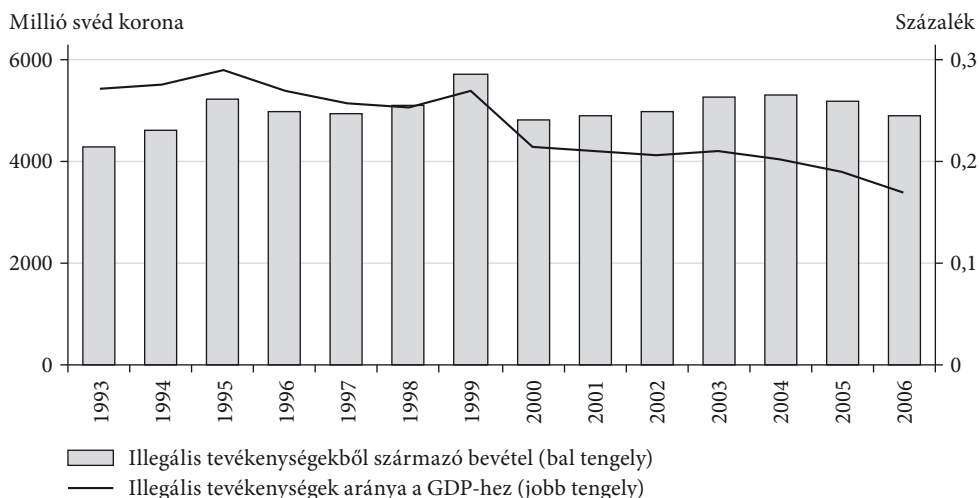 Millió svéd korona Százalék
6000 0,3
4000 0,2
2000 0,1
0 0
1993 1994 1995 1996 1997 1998 1999 2000 2001 2002 2003 2004 2005 2006
Illegális tevékenységekből származó bevétel (bal tengely)
Illegális tevékenységek aránya a GDP-hez (jobb tengely)